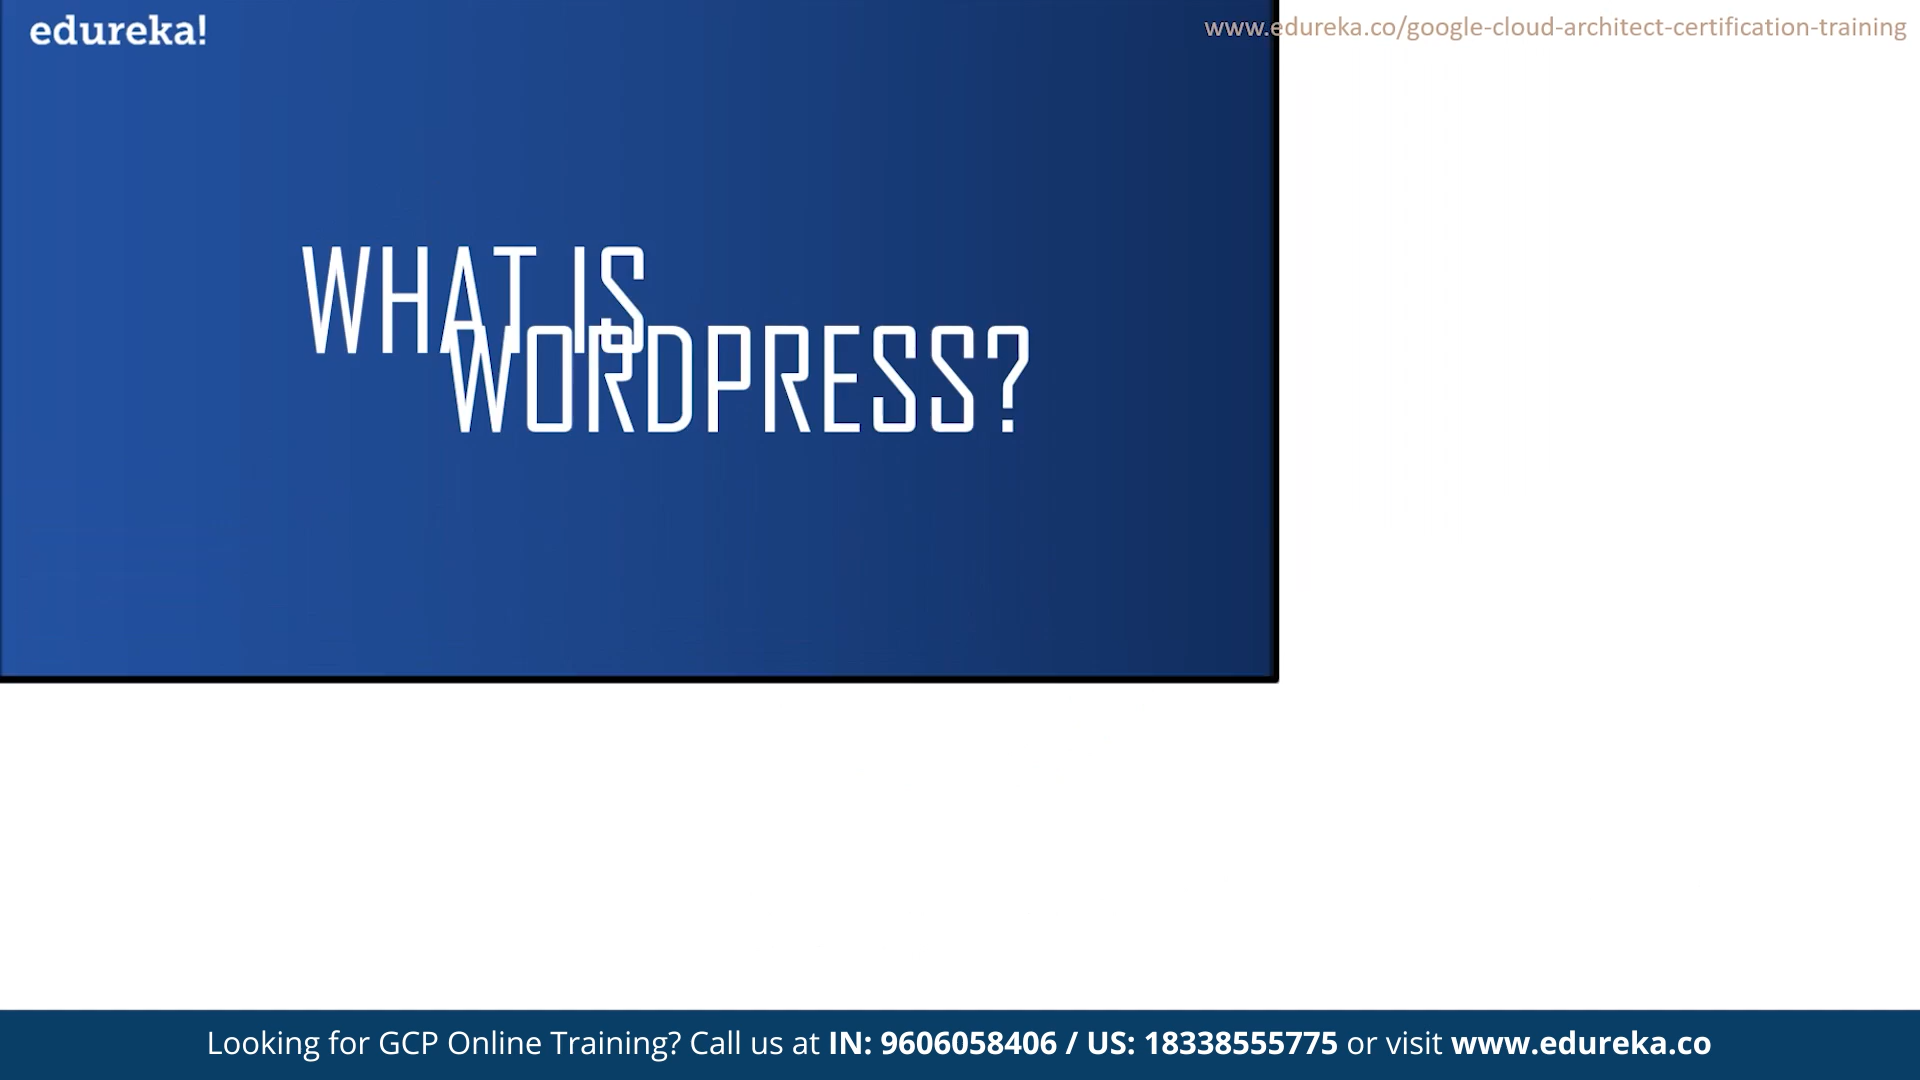 edureka!
www.edureka.co/google-cloud-architect-certification-training
WHAT IS
WORDPRESS?
Looking for GCP Online Training? Call us at IN: 9606058406 / US: 18338555775 or visit www.edureka.co